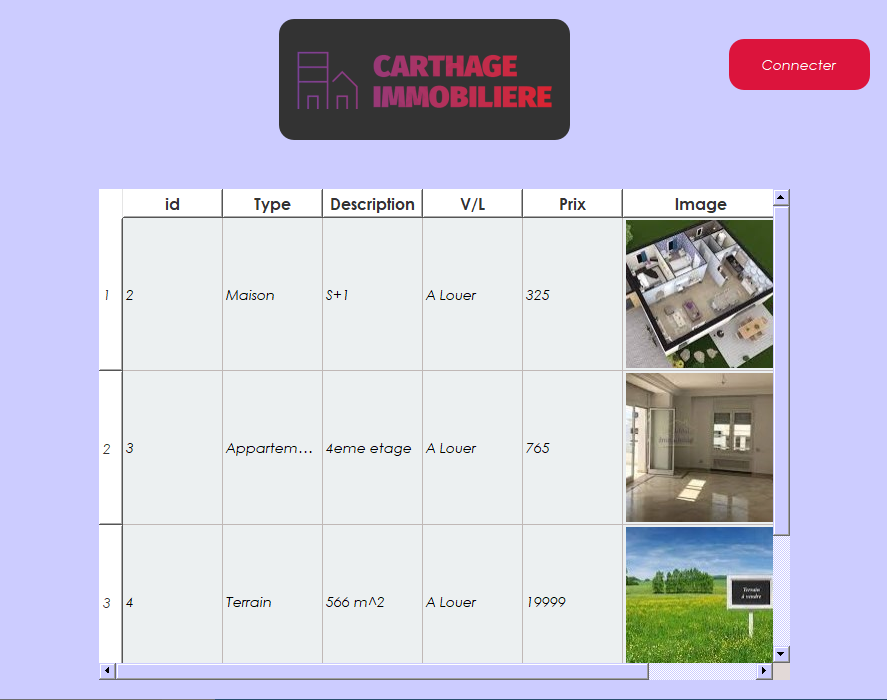 CARTHAGE
IMMOBILIERE
Connecter
id Type Description V/L Prix Image
1 2 Maison S+1 A Louer 325
2 3 Appartem... 4eme etage A Louer 765
3 4 Terrain 566 m^2 A Louer 19999
Terrain
à vendre